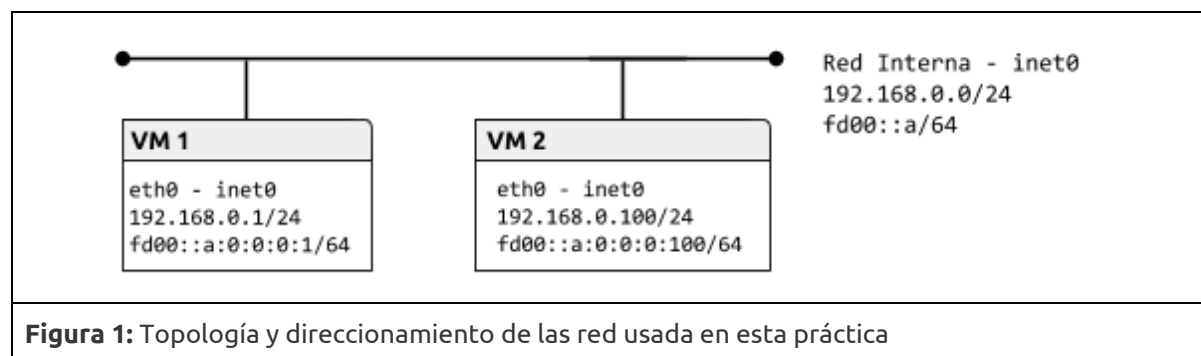 Red Interna - inet0
192.168.0.0/24
fd00::a/64
VM 1
eth0 - inet0
192.168.0.1/24
fd00::a:0:0:0:1/64
VM 2
eth0 - inet0
192.168.0.100/24
fd00::a:0:0:0:100/64
Figura 1: Topología y direccionamiento de las red usada en esta práctica